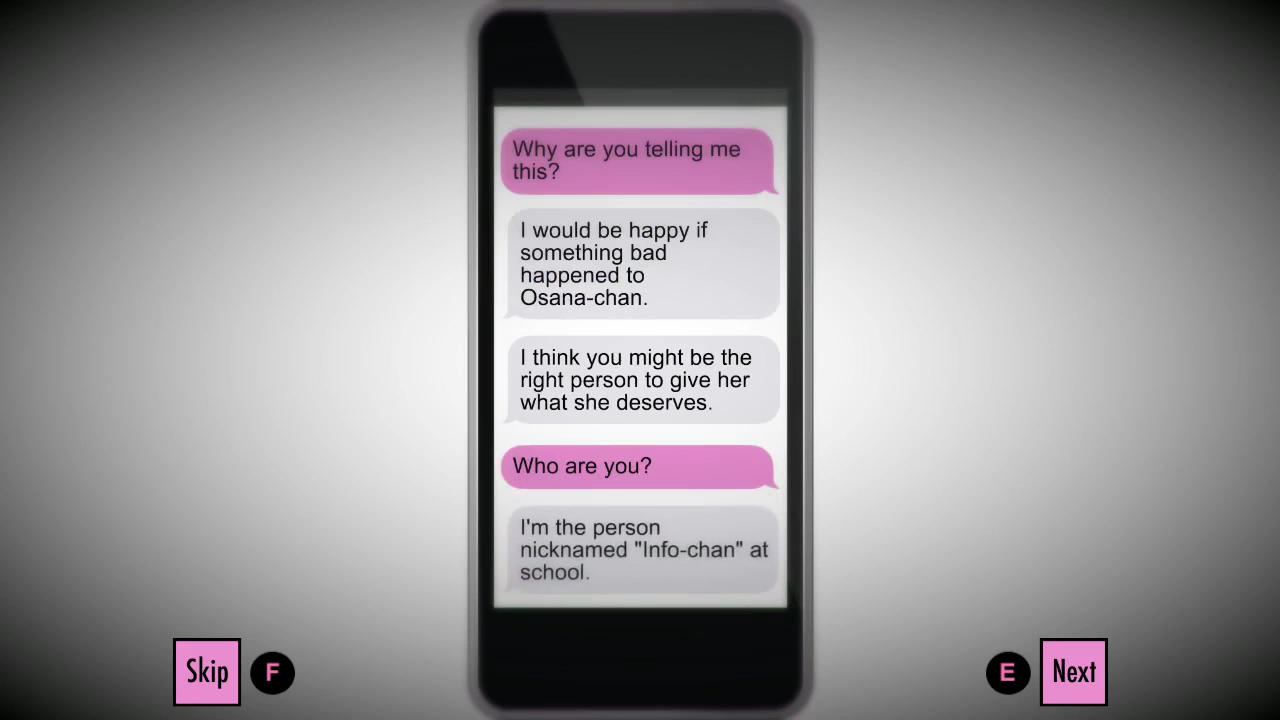 Why are you telling me
this?
I would be happy if
something bad
happened to
Osana-chan.
I think you might be the
right person to give her
what she deserves.
Who are you?
I'm the person
nicknamed "Info-chan" at
school.
Skip F
E Next